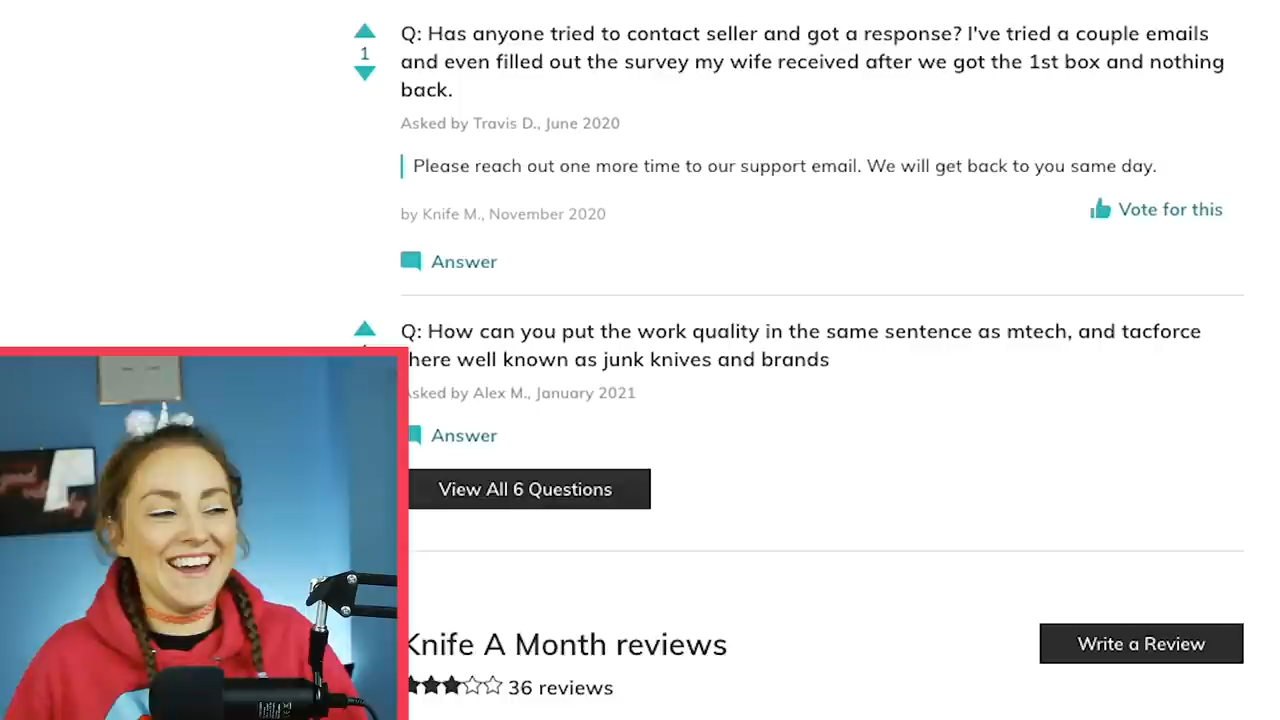 Q: Has anyone tried to contact seller and got a response? I've tried a couple emails
1
and even filled out the survey my wife received after we got the 1st box and nothing
back.
Asked by Travis D., June 2020
Please reach out one more time to our support email. We will get back to you same day.
by Knife M., November 2020
Vote for this
Answer
Q: How can you put the work quality in the same sentence as mtech, and tacforce
well known as junk knives and brands
by Alex M., January 2021
Answer
View All 6 Questions
Knife A Month reviews
Write a Review
36 reviews